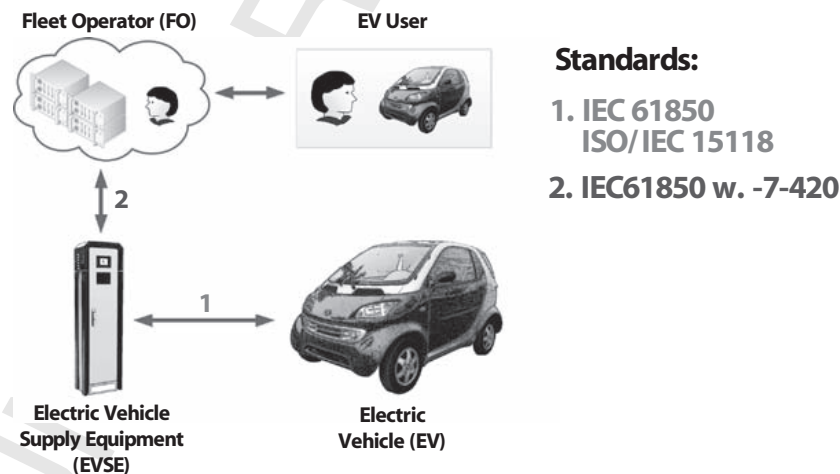 Fleet Operator (FO)
EV User
Standards:
1. IEC 61850
ISO/ IEC 15118
2. IEC61850 w. -7-420
2
1
Electric Vehicle
Supply Equipment
(EVSE)
Electric
Vehicle (EV)